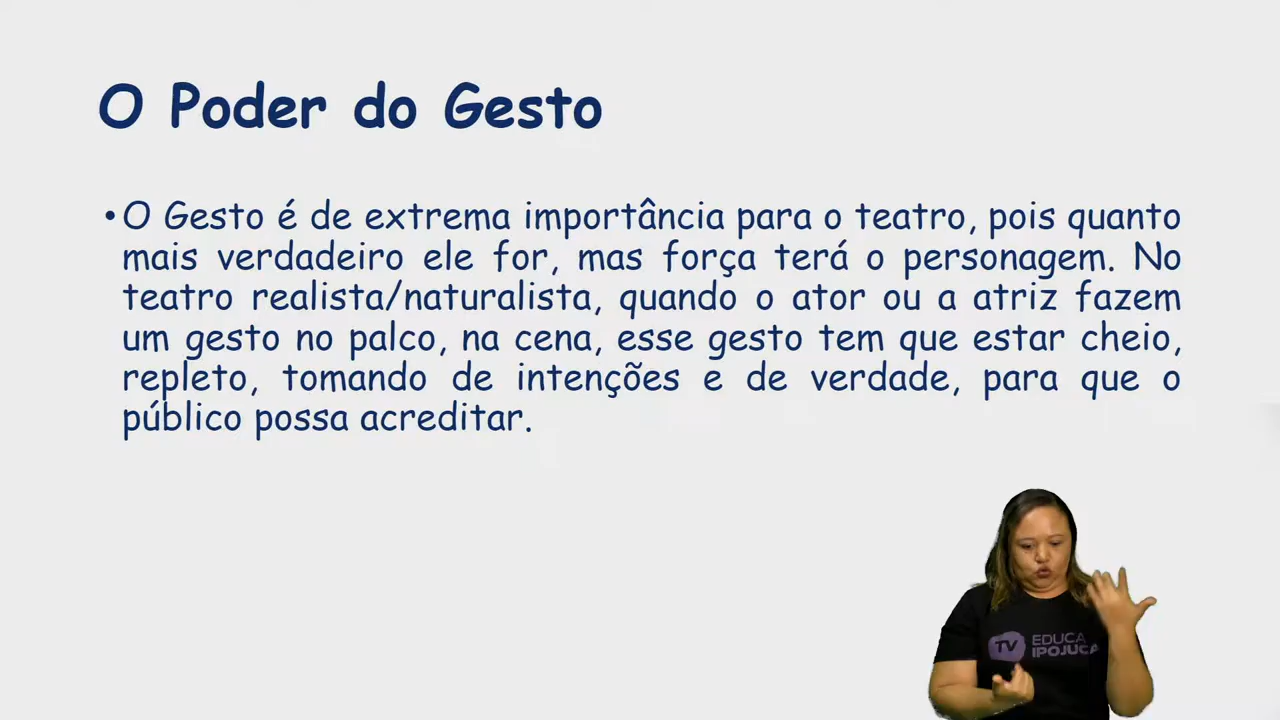 O Poder do Gesto
•O Gesto é de extrema importância para o teatro, pois quanto
mais verdadeiro ele for, mas força terá o personagem. No
teatro realista/naturalista, quando o ator ou a atriz fazem
um gesto no palco, na cena, esse gesto tem que estar cheio,
repleto, tomando de intenções e de verdade, para que o
público possa acreditar.
TV EDUCA
IPOJUCA